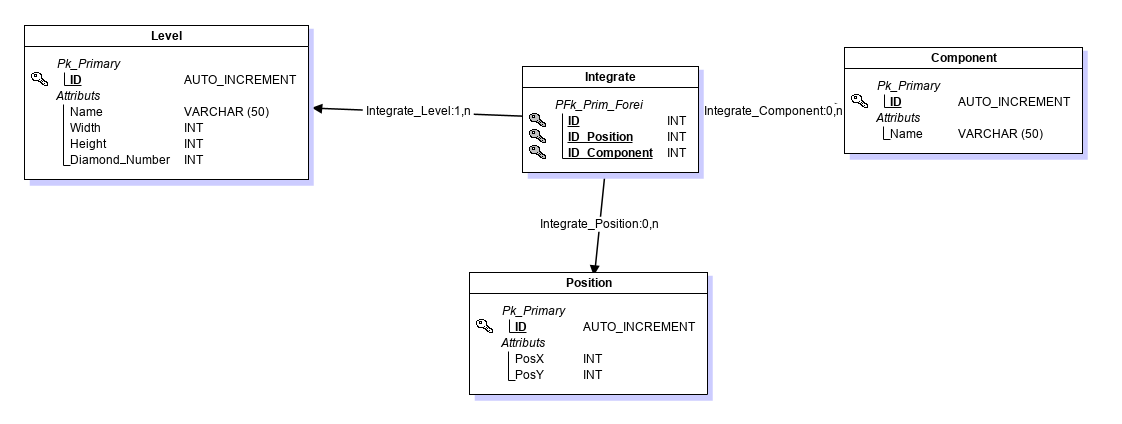 Level
Pk_Primary
ID AUTO_INCREMENT
Attributs
Name VARCHAR (50)
Width INT
Height INT
Diamond_Number INT
Integrate_Level:1,n
Integrate
PFk_Prim_Forei
ID INT
ID_Position INT
ID_Component INT
Integrate_Component:0,n
Component
Pk_Primary
ID AUTO_INCREMENT
Attributs
Name VARCHAR (50)
Integrate_Position:0,n
Position
Pk_Primary
ID AUTO_INCREMENT
Attributs
PosX INT
PosY INT